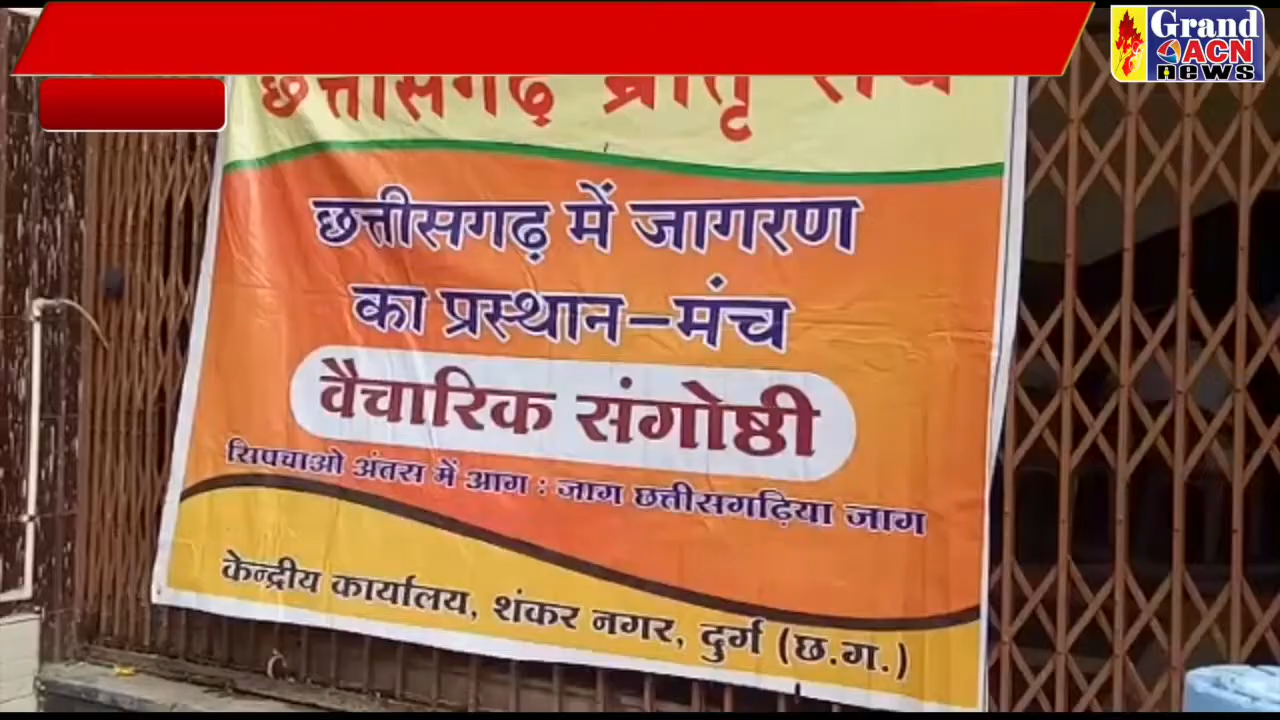 Grand
ACN
news
छत्तीसगढ़
छत्तीसगढ़ में जागरण
का प्रस्थान-मंच
वैचारिक संगोष्ठी
सिपचाओ अंतस में आग : जाग छत्तीसगढ़िया जाग
केन्द्रीय कार्यालय, शंकर नगर, दुर्ग (छ.ग.)